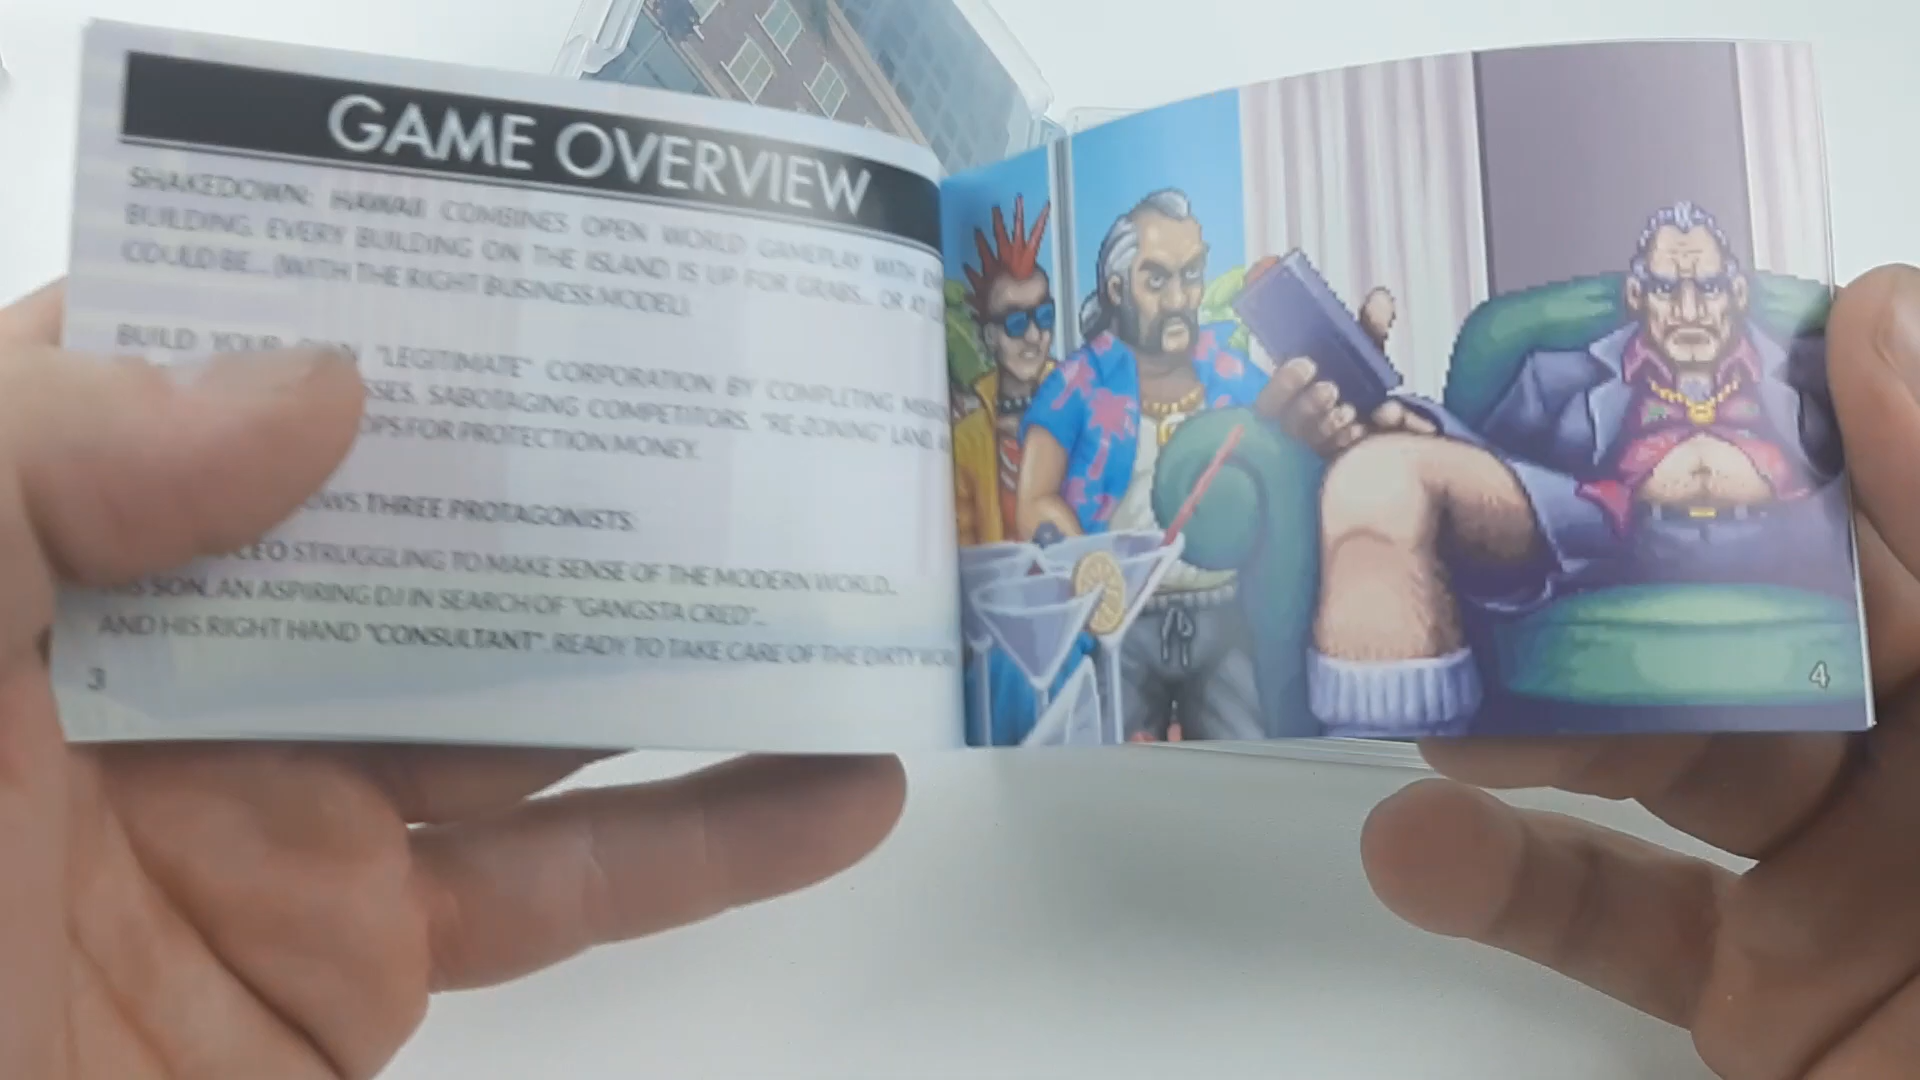 GAME OVERVIEW
SHAKEDOWN: HAWAII COMBINES OPEN WORLD GAMEPLAY WITH
BUILDING. EVERY BUILDING ON THE ISLAND IS UP FOR GRABS... OR AT
COULD BE... (WITH THE RIGHT BUSINESS MODEL).
BUILD YOUR "LEGITIMATE" CORPORATION BY COMPLETING
SABOTAGING COMPETITORS, "RE-ZONING" LAND
FOR PROTECTION MONEY.
THREE PROTAGONISTS:
CEO STRUGGLING TO MAKE SENSE OF THE MODERN WORLD...
SON, AN ASPIRING DJ IN SEARCH OF "GANGSTA CRED"...
AND HIS RIGHT HAND "CONSULTANT", READY TO TAKE CARE OF THE DIRTY
3
4